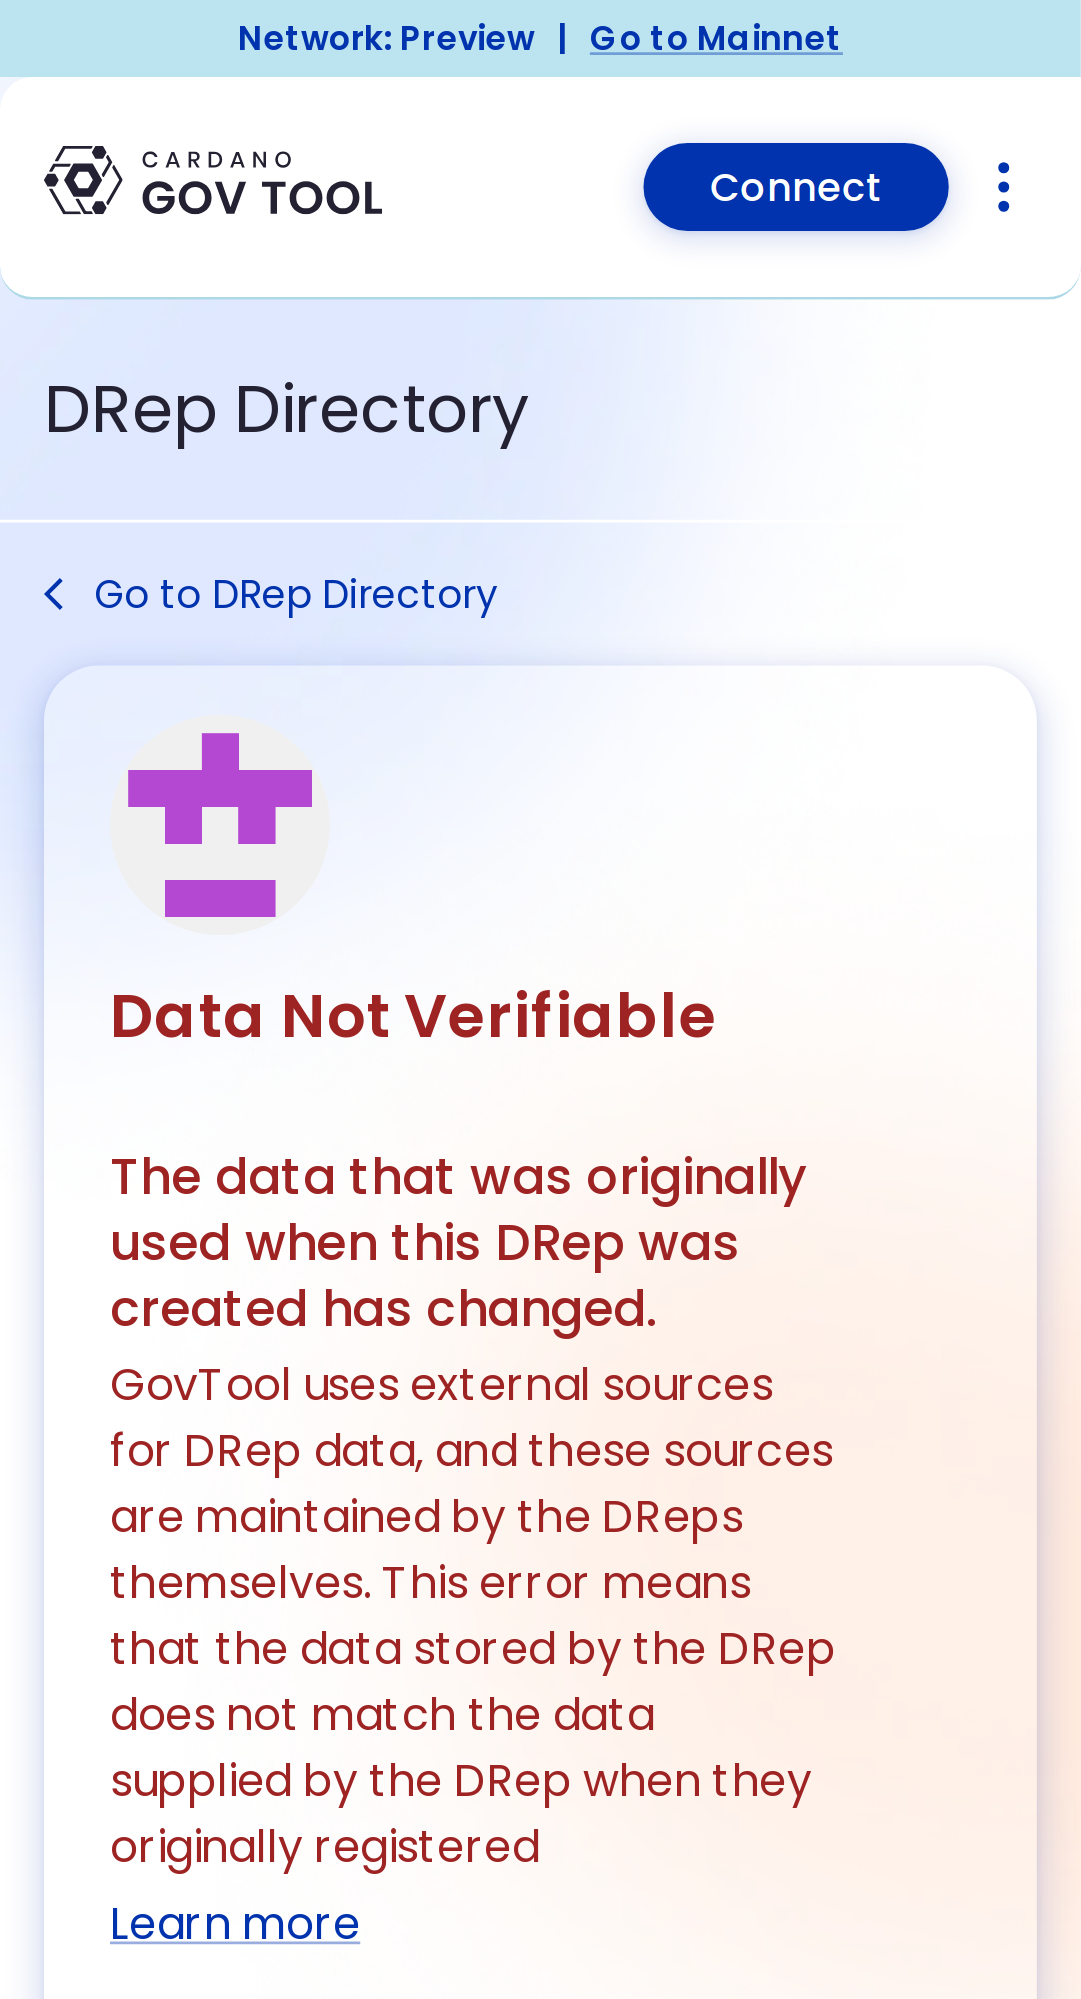 Network: Preview | Go to Mainnet
CARDANO
GOV TOOL
Connect
DRep Directory
Go to DRep Directory
Data Not Verifiable
The data that was originally
used when this DRep was
created has changed.
GovTool uses external sources
for DRep data, and these sources
are maintained by the DReps
themselves. This error means
that the data stored by the DRep
does not match the data
supplied by the DRep when they
originally registered
Learn more